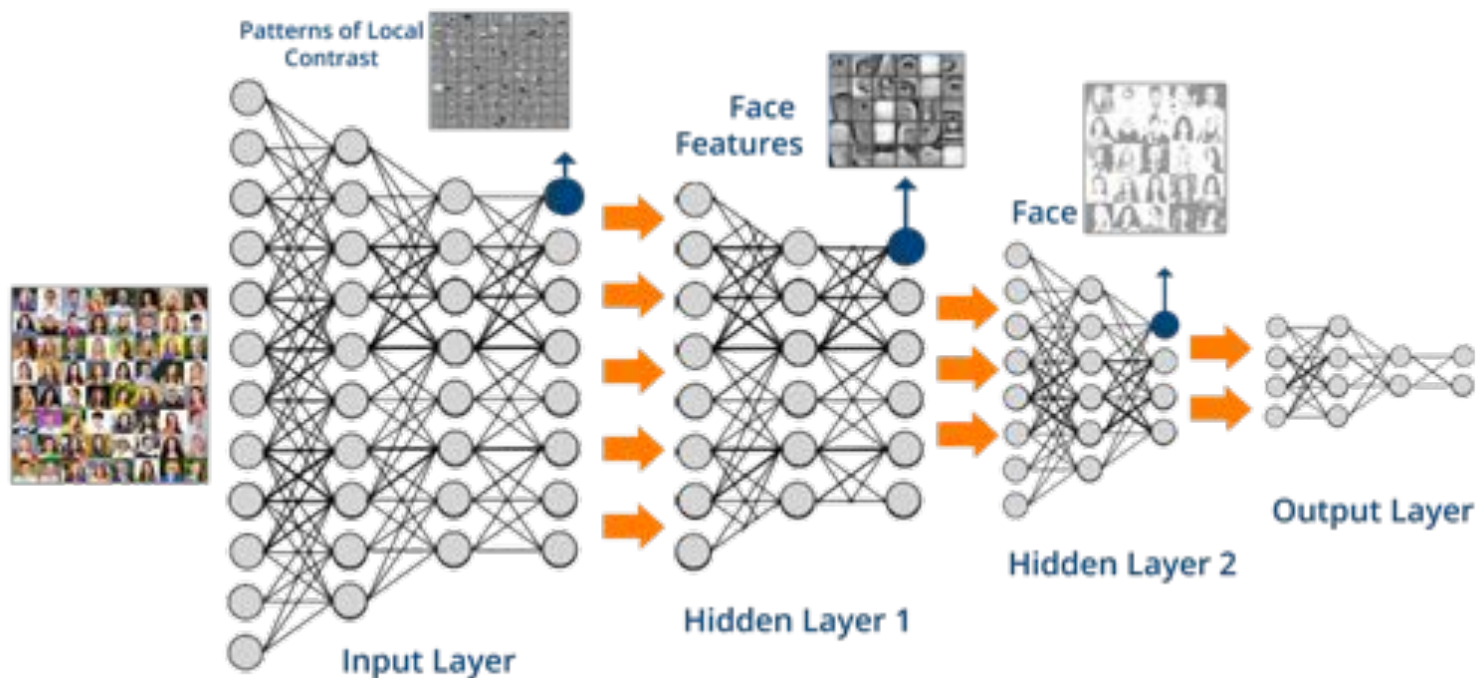 Patterns of Local
Contrast
Face
Features
Face
Input Layer
Hidden Layer 1
Hidden Layer 2
Output Layer